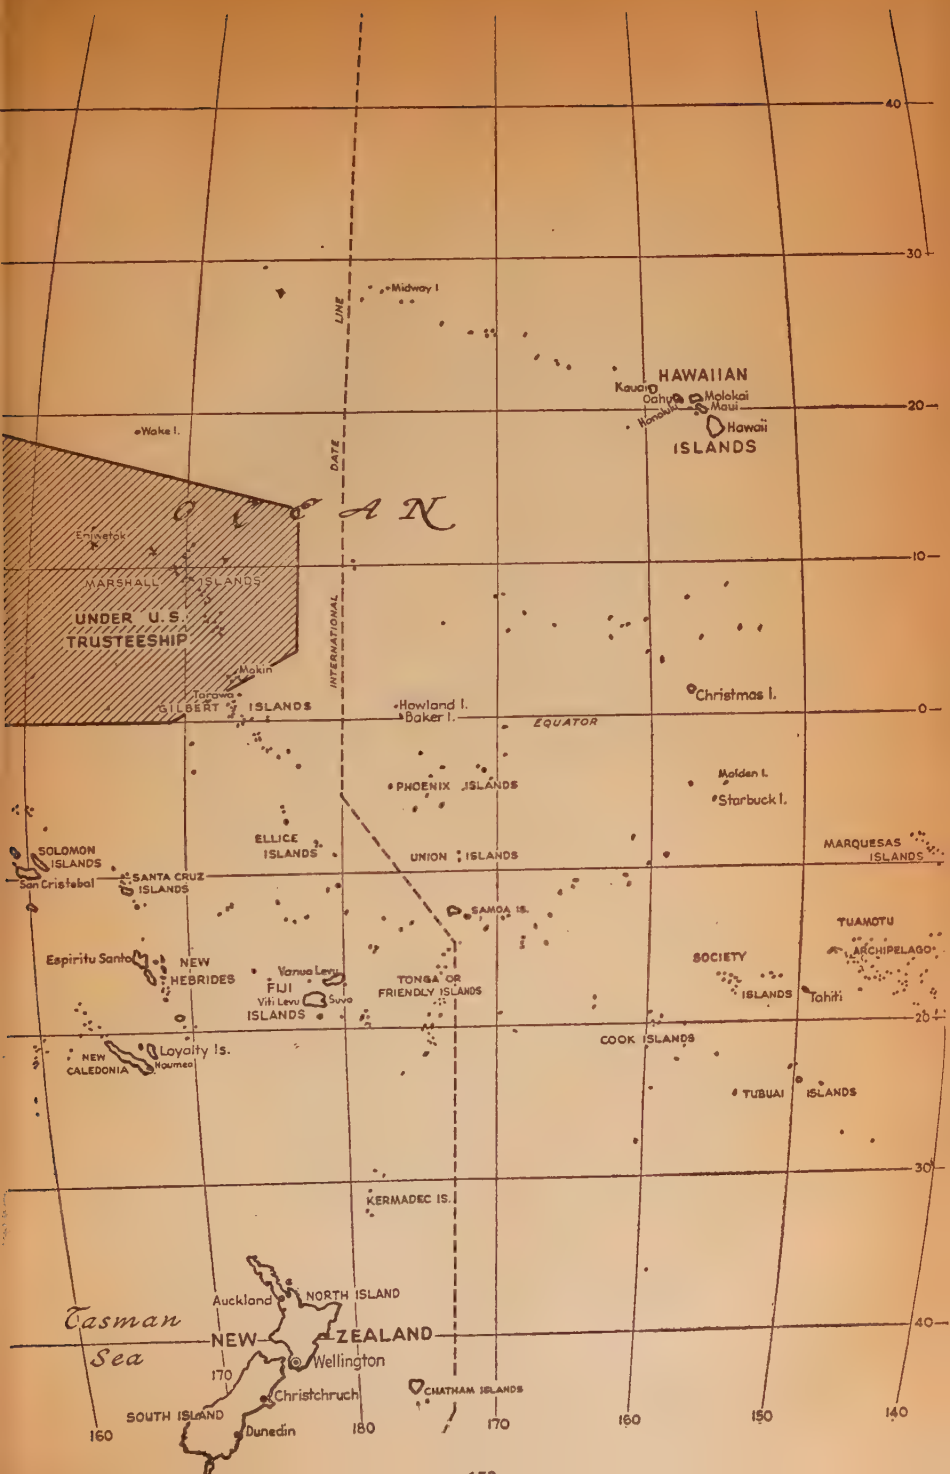 40
30
Midway I.
LINE
HAWAIIAN
Kauai
Oahu
Molokai
Honolulu
Maui
20
Hawaii
ISLANDS
Wake I.
DATE
OCEAN
Eniwetok
10
MARSHALL ISLANDS
UNDER U.S.
TRUSTEESHIP
INTERNATIONAL
Makin
Tarawa
GILBERT ISLANDS
Christmas I.
Howland I.
Baker I.
EQUATOR
0
PHOENIX ISLANDS
Malden I.
Starbuck I.
ELLICE
ISLANDS
UNION ISLANDS
MARQUESAS
ISLANDS
SOLOMON
ISLANDS
San Cristobal
SANTA CRUZ
ISLANDS
SAMOA IS.
TUAMOTU
ARCHIPELAGO
Espiritu Santo
NEW
HEBRIDES
Vanua Levu
FIJI
Viti Levu
Suva
ISLANDS
TONGA OR
FRIENDLY ISLANDS
SOCIETY
ISLANDS
Tahiti
20
COOK ISLANDS
NEW
CALEDONIA
Loyalty Is.
Noumea
TUBUAI ISLANDS
30
KERMADEC IS.
Auckland
NORTH ISLAND
Tasman
Sea
NEW ZEALAND
40
Wellington
170
Christchruch
CHATHAM ISLANDS
SOUTH ISLAND
Dunedin
160
180
170
160
150
140